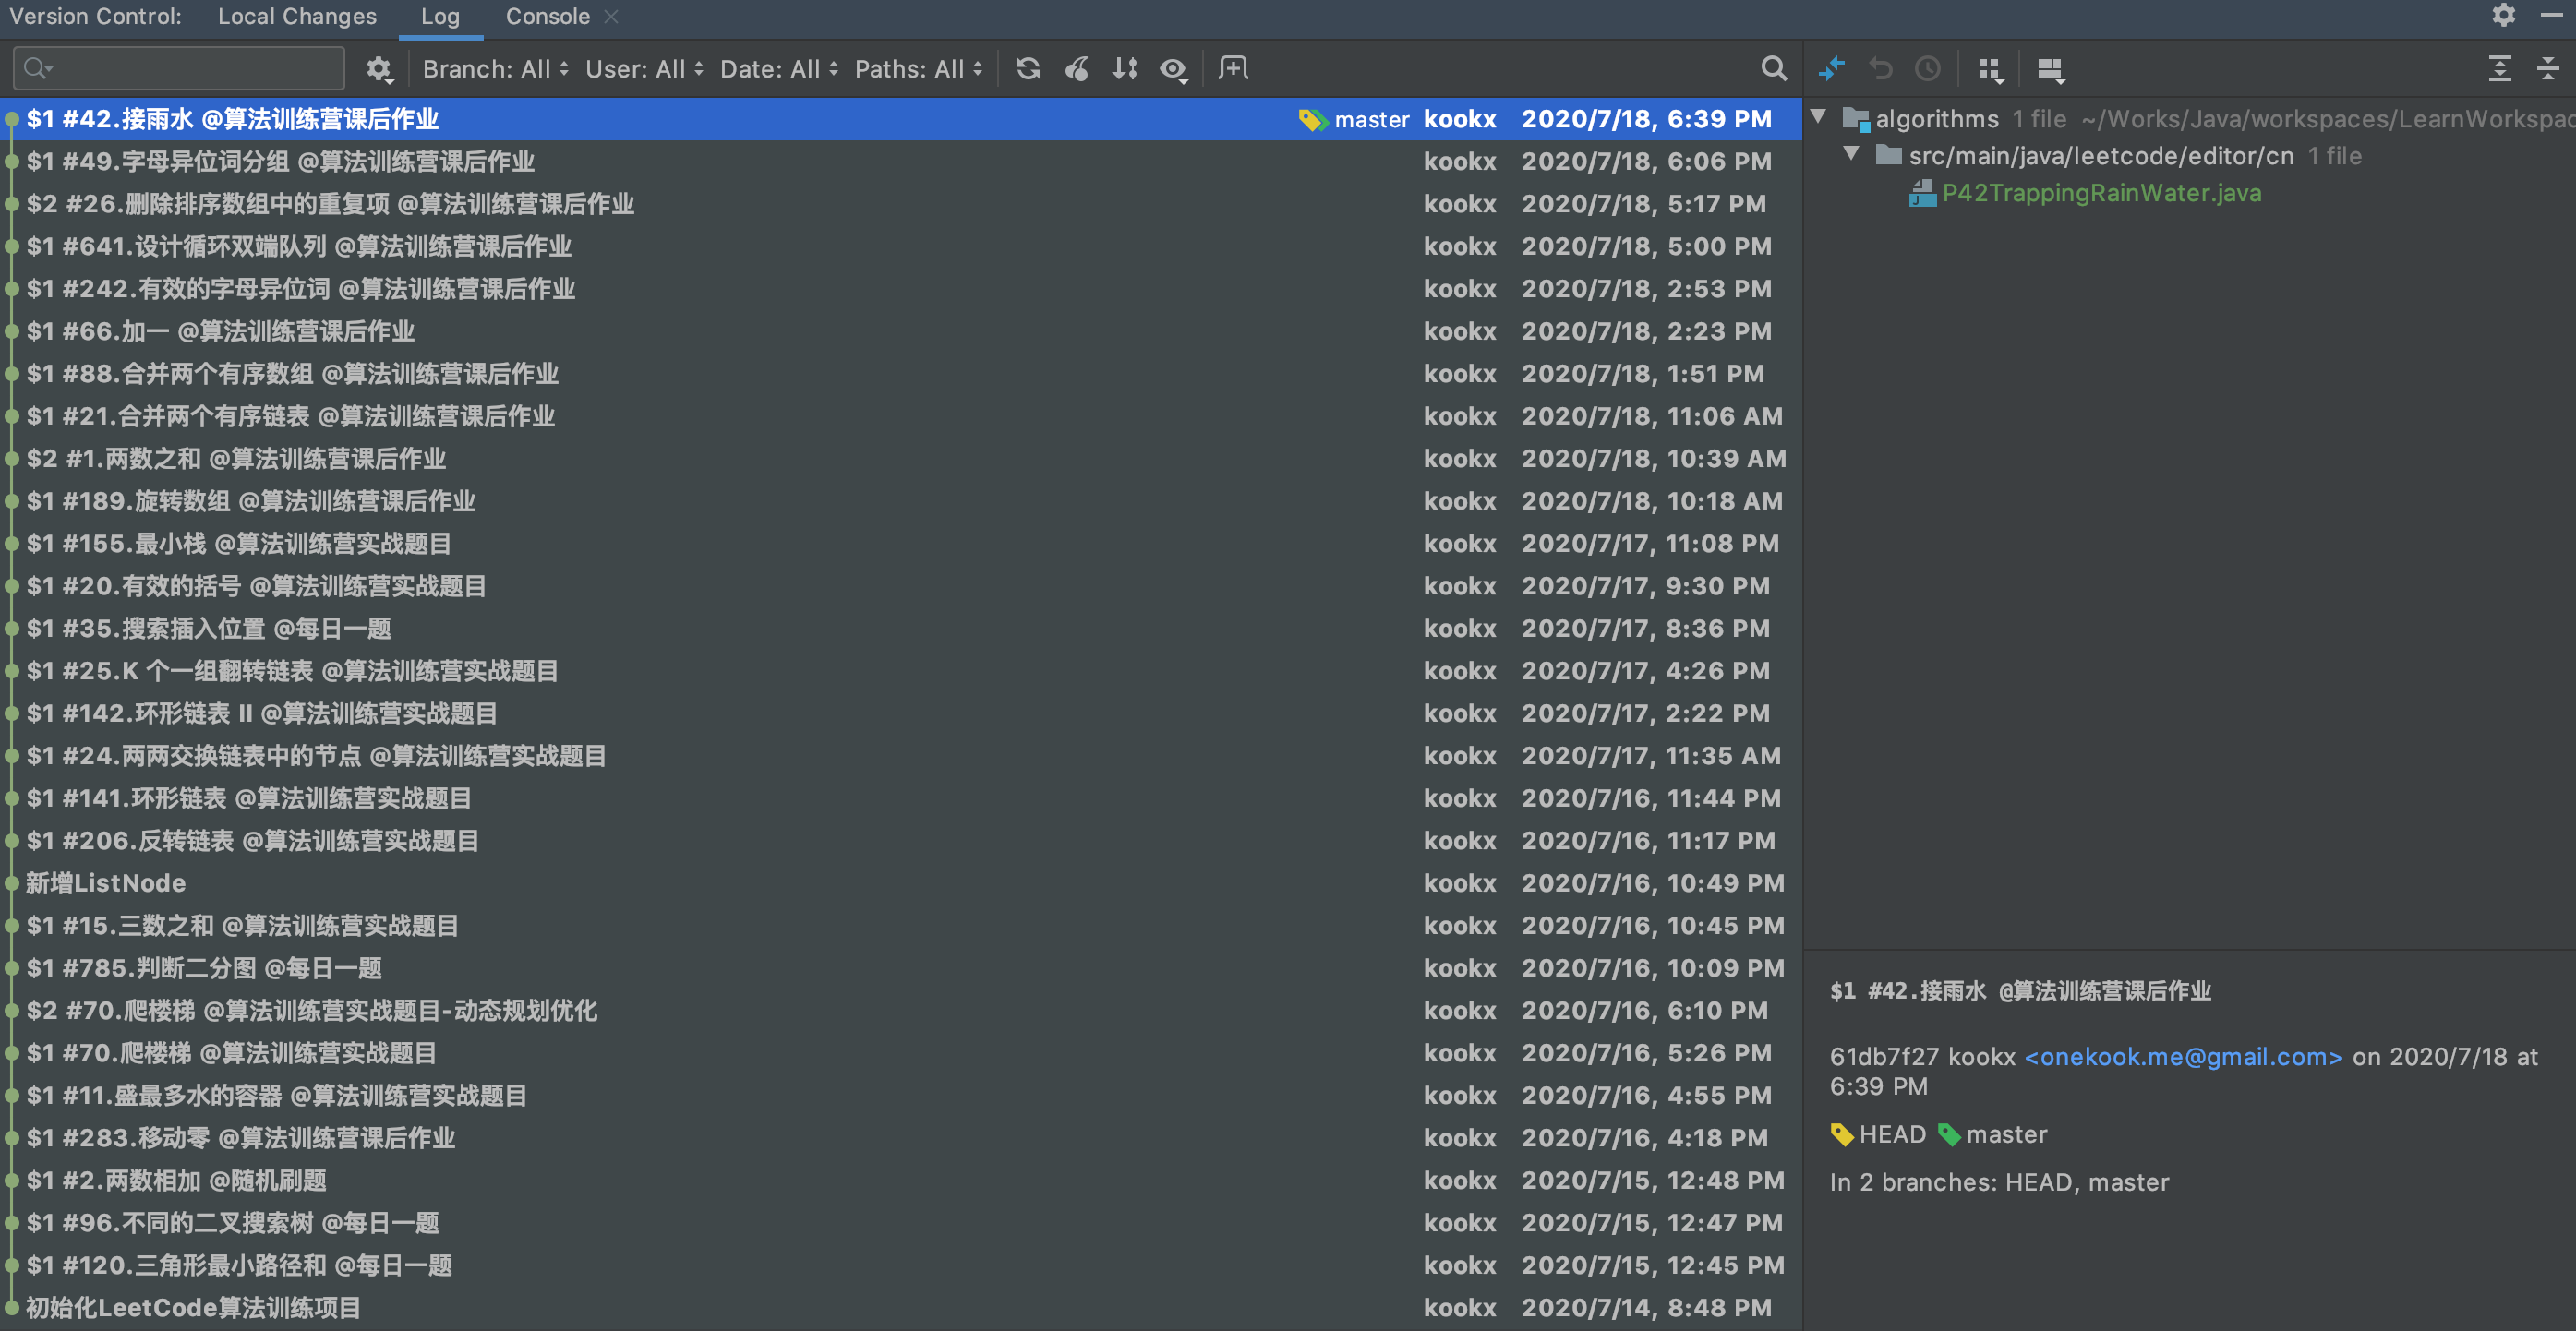 Version Control: Local Changes Log Console
Branch: All User: All Date: All Paths: All
$1 #42.接雨水 @算法训练营课后作业 master kookx 2020/7/18, 6:39 PM
$1 #49.字母异位词分组 @算法训练营课后作业 kookx 2020/7/18, 6:06 PM
$2 #26.删除排序数组中的重复项 @算法训练营课后作业 kookx 2020/7/18, 5:17 PM
$1 #641.设计循环双端队列 @算法训练营课后作业 kookx 2020/7/18, 5:00 PM
$1 #242.有效的字母异位词 @算法训练营课后作业 kookx 2020/7/18, 2:53 PM
$1 #66.加一 @算法训练营课后作业 kookx 2020/7/18, 2:23 PM
$1 #88.合并两个有序数组 @算法训练营课后作业 kookx 2020/7/18, 1:51 PM
$1 #21.合并两个有序链表 @算法训练营课后作业 kookx 2020/7/18, 11:06 AM
$2 #1.两数之和 @算法训练营课后作业 kookx 2020/7/18, 10:39 AM
$1 #189.旋转数组 @算法训练营课后作业 kookx 2020/7/18, 10:18 AM
$1 #155.最小栈 @算法训练营实战题目 kookx 2020/7/17, 11:08 PM
$1 #20.有效的括号 @算法训练营实战题目 kookx 2020/7/17, 9:30 PM
$1 #35.搜索插入位置 @每日一题 kookx 2020/7/17, 8:36 PM
$1 #25.K 个一组翻转链表 @算法训练营实战题目 kookx 2020/7/17, 4:26 PM
$1 #142.环形链表 II @算法训练营实战题目 kookx 2020/7/17, 2:22 PM
$1 #24.两两交换链表中的节点 @算法训练营实战题目 kookx 2020/7/17, 11:35 AM
$1 #141.环形链表 @算法训练营实战题目 kookx 2020/7/16, 11:44 PM
$1 #206.反转链表 @算法训练营实战题目 kookx 2020/7/16, 11:17 PM
新增ListNode kookx 2020/7/16, 10:49 PM
$1 #15.三数之和 @算法训练营实战题目 kookx 2020/7/16, 10:45 PM
$1 #785.判断二分图 @每日一题 kookx 2020/7/16, 10:09 PM
$2 #70.爬楼梯 @算法训练营实战题目-动态规划优化 kookx 2020/7/16, 6:10 PM
$1 #70.爬楼梯 @算法训练营实战题目 kookx 2020/7/16, 5:26 PM
$1 #11.盛最多水的容器 @算法训练营实战题目 kookx 2020/7/16, 4:55 PM
$1 #283.移动零 @算法训练营课后作业 kookx 2020/7/16, 4:18 PM
$1 #2.两数相加 @随机刷题 kookx 2020/7/15, 12:48 PM
$1 #96.不同的二叉搜索树 @每日一题 kookx 2020/7/15, 12:47 PM
$1 #120.三角形最小路径和 @每日一题 kookx 2020/7/15, 12:45 PM
初始化LeetCode算法训练项目 kookx 2020/7/14, 8:48 PM
algorithms 1 file ~/Works/Java/workspaces/LearnWorkspac
src/main/java/leetcode/editor/cn 1 file
P42TrappingRainWater.java
$1 #42.接雨水 @算法训练营课后作业
61db7f27 kookx <onekook.me@gmail.com> on 2020/7/18 at
6:39 PM
HEAD master
In 2 branches: HEAD, master